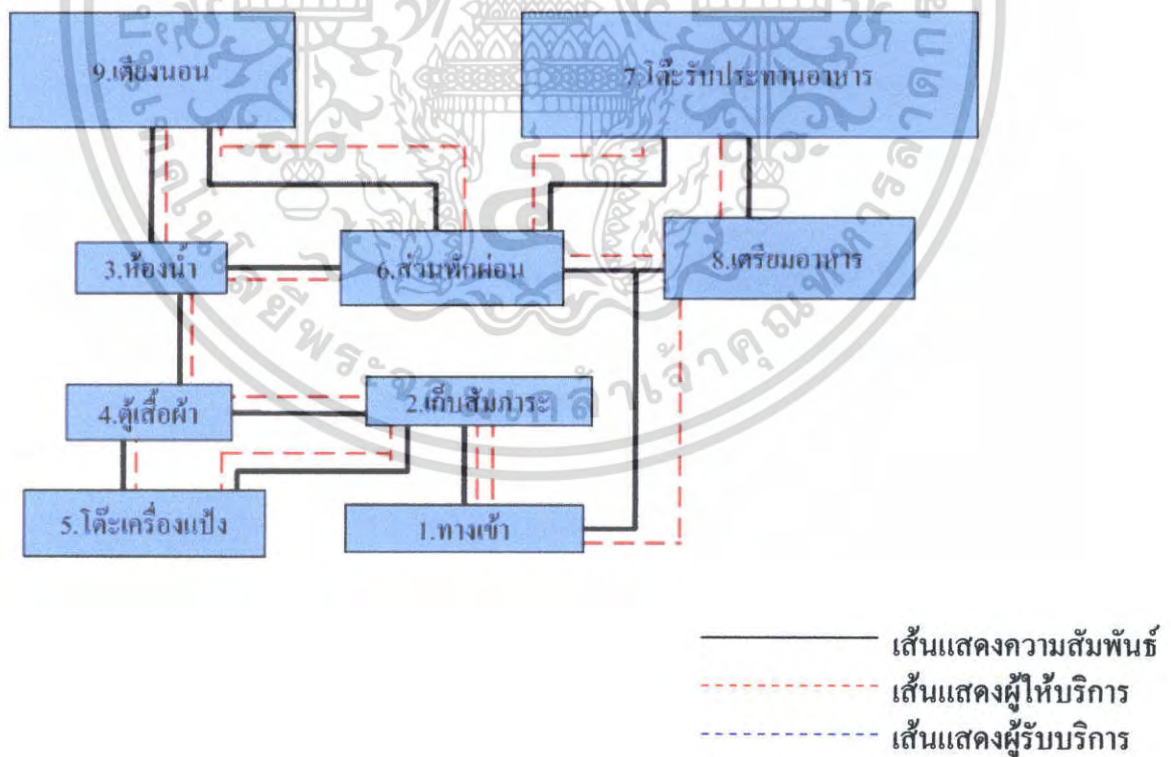 9.เตียงนอน
7.โต๊ะรับประทานอาหาร
3.ห้องน้ำ
6.ส่วนพักผ่อน
8.เตรียมอาหาร
4.ตู้เสื้อผ้า
2.เก็บสัมภาระ
5.โต๊ะเครื่องแป้ง
1.ทางเข้า
เส้นแสดงความสัมพันธ์
เส้นแสดงผู้ให้บริการ
เส้นแสดงผู้รับบริการ